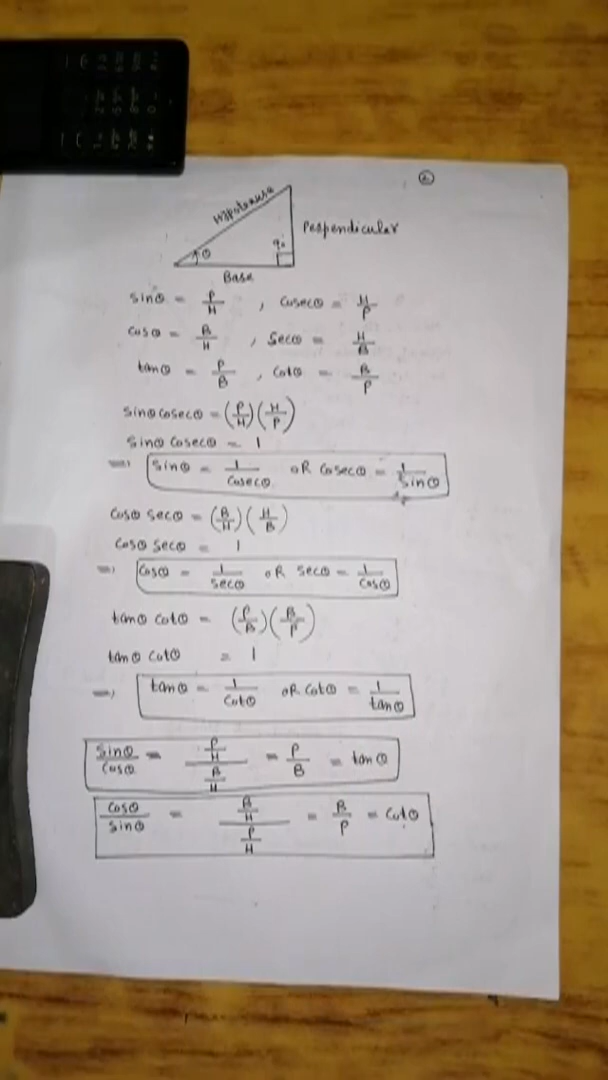 ②
Hypotenuse
Perpendicular
θ
90
Base
sinθ = P/H , Cosecθ = H/P
Cosθ = B/H , Secθ = H/B
tanθ = P/B , Cotθ = B/P
sinθ cosecθ = (P/H)(H/P)
sinθ Cosecθ = 1
⇒ sinθ = 1/Cosecθ OR Cosecθ = 1/Sinθ
Cosθ secθ = (B/H)(H/B)
Cosθ Secθ = 1
⇒ Cosθ = 1/Secθ OR Secθ = 1/Cosθ
tanθ cotθ = (P/B)(B/P)
tanθ Cotθ = 1
⇒ tanθ = 1/Cotθ OR Cotθ = 1/tanθ
Sinθ/Cosθ = (P/H)/(B/H) = P/B = tanθ
Cosθ/Sinθ = (B/H)/(P/H) = B/P = Cotθ